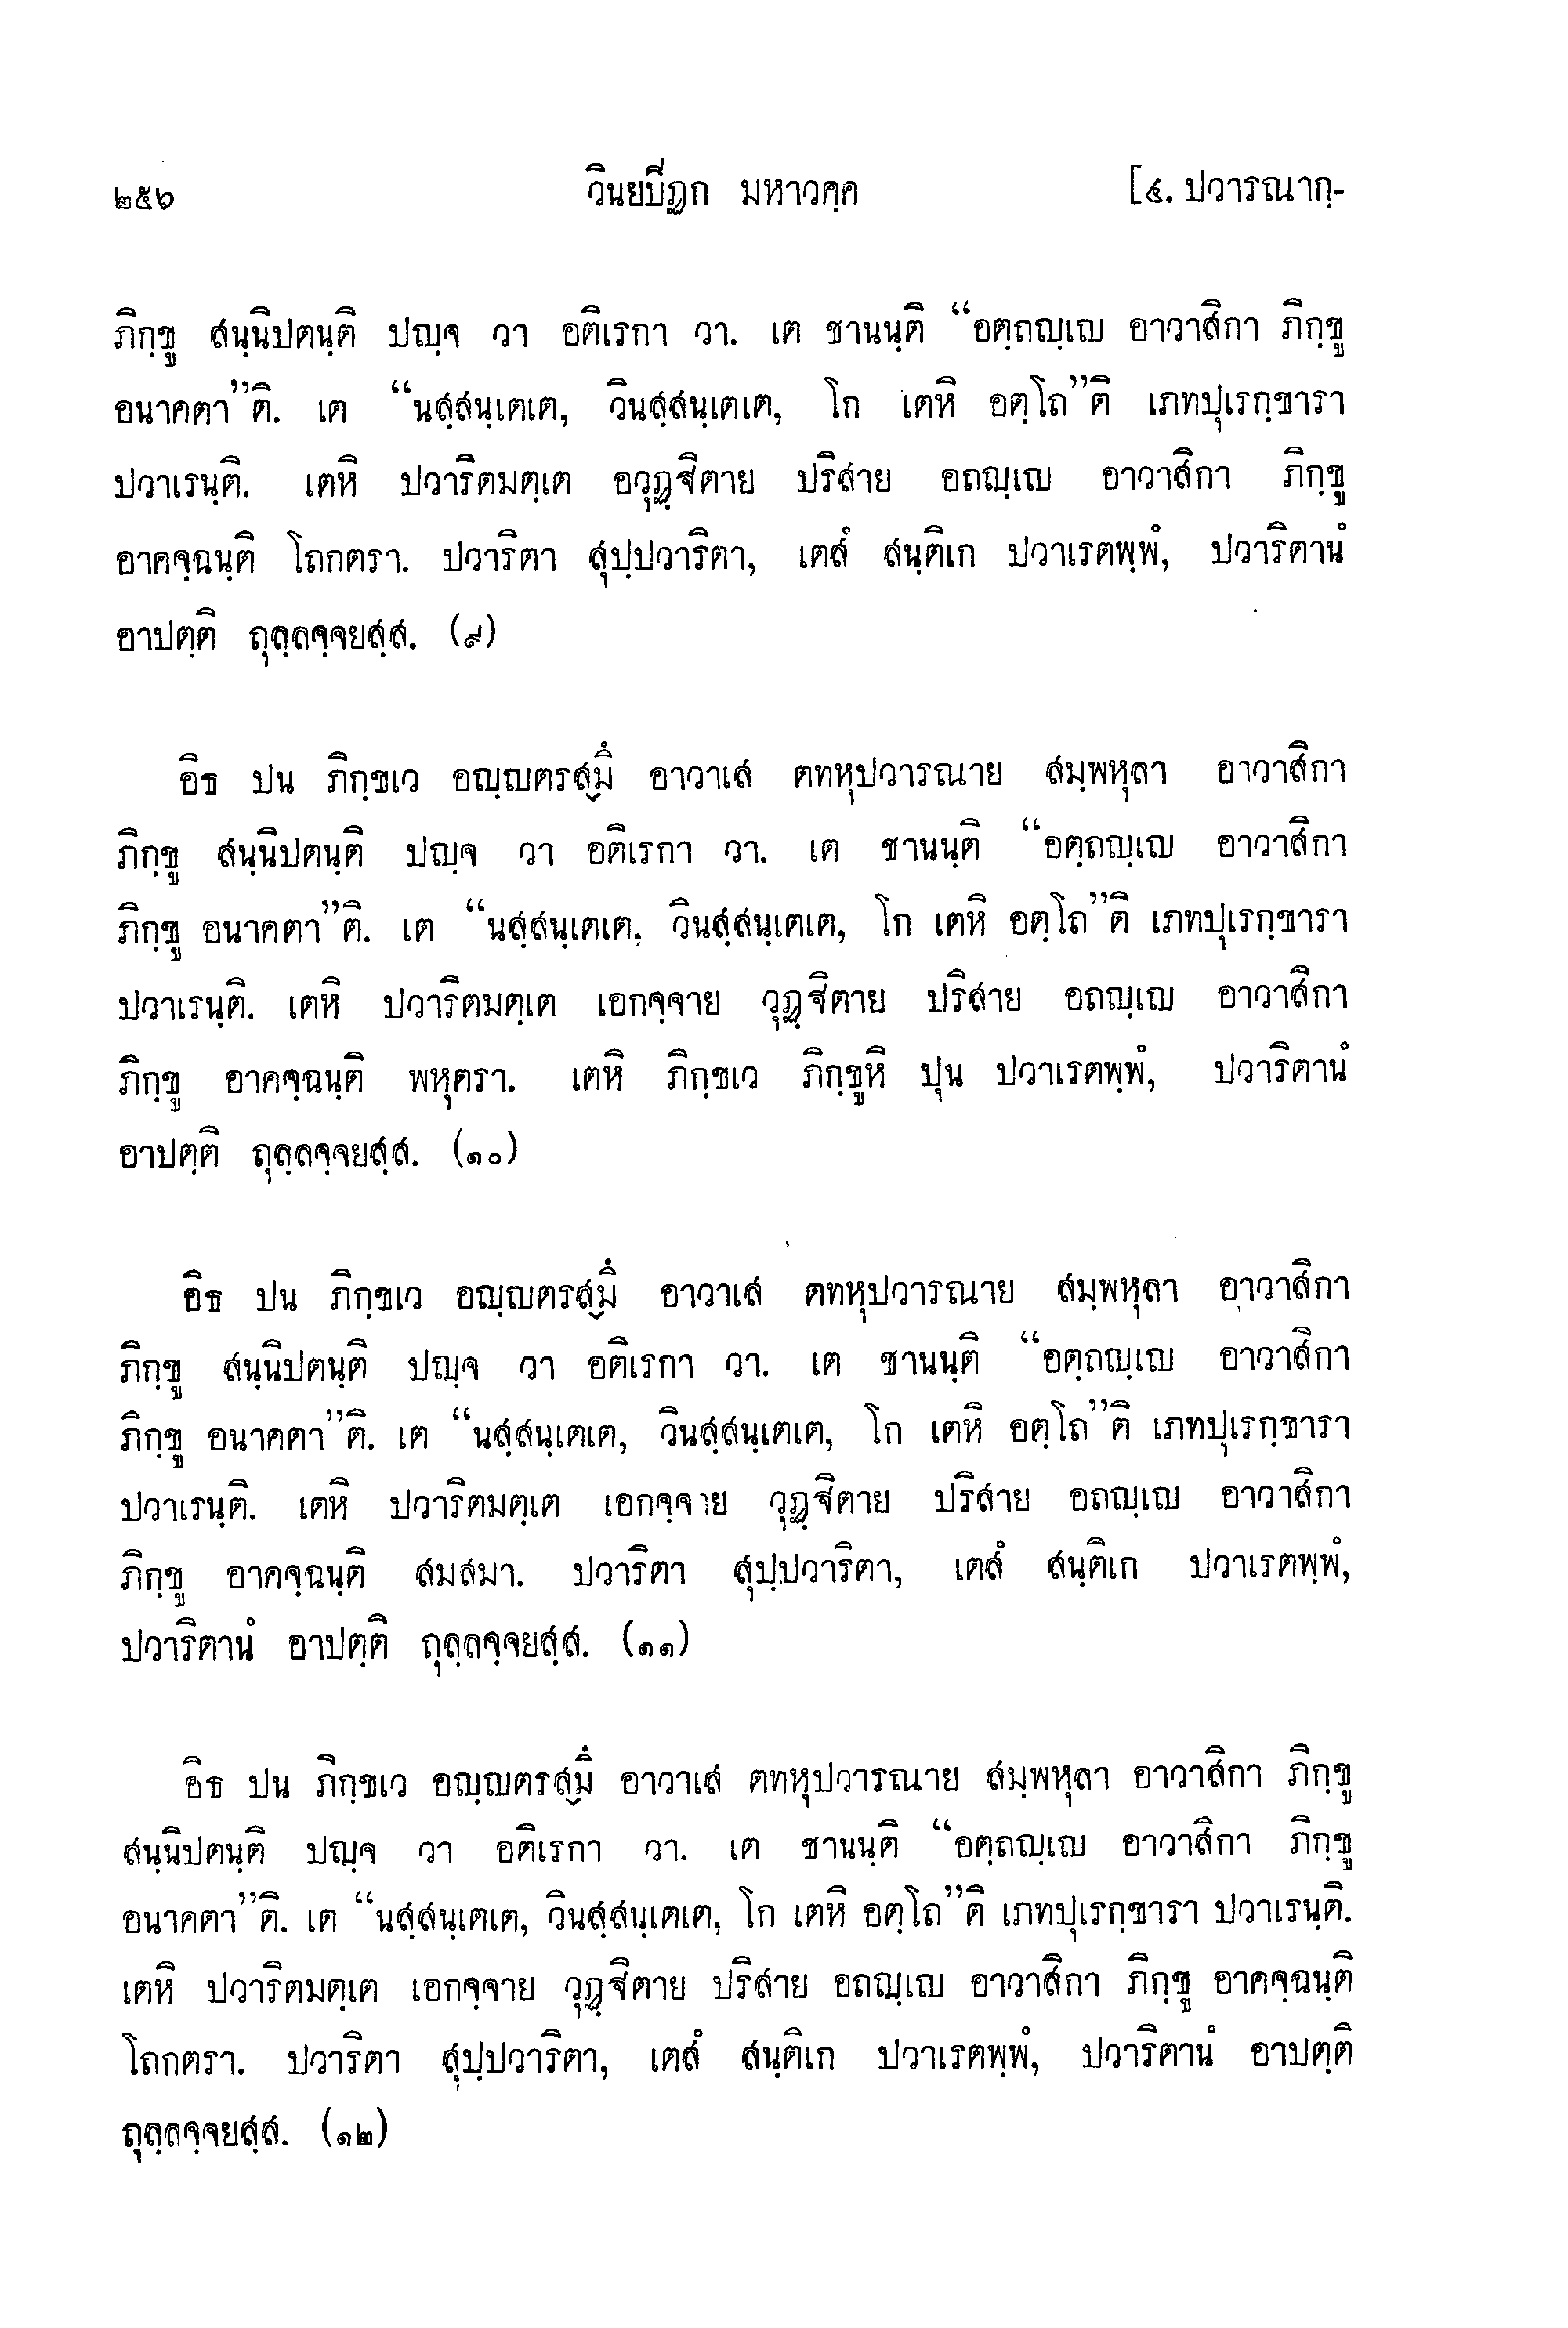 ๒๕๖ วินยปิฏก มหาวคฺค [๔. ปวารณากฺ-
ภิกฺขู สนฺนิปตนฺติ ปญฺจ วา อติเรกา วา. เต ชานนฺติ “อตฺถญฺเญ อาวาสิกา ภิกฺขู
อนาคตา”ติ. เต “นสฺสนฺเตเต, วินสฺสนฺเตเต, โก เตหิ อตฺโถ”ติ เภทปุเรกฺขารา
ปวาเรนฺติ. เตหิ ปวาริตมตฺเต อวุฏฺฐิตาย ปริสาย อถญฺเญ อาวาสิกา ภิกฺขู
อาคจฺฉนฺติ โถกตรา. ปวาริตา สุปฺปวาริตา, เตสํ สนฺติเก ปวาเรตพฺพํ, ปวาริตานํ
อาปตฺติ ถุลฺลจฺจยสฺส. (๙)
อิธ ปน ภิกฺขเว อญฺญตรสฺมิํ อาวาเส ตทหุปวารณาย สมฺพหุลา อาวาสิกา
ภิกฺขู สนฺนิปตนฺติ ปญฺจ วา อติเรกา วา. เต ชานนฺติ “อตฺถญฺเญ อาวาสิกา
ภิกฺขู อนาคตา”ติ. เต “นสฺสนฺเตเต, วินสฺสนฺเตเต, โก เตหิ อตฺโถ”ติ เภทปุเรกฺขารา
ปวาเรนฺติ. เตหิ ปวาริตมตฺเต เอกจฺจาย วุฏฺฐิตาย ปริสาย อถญฺเญ อาวาสิกา
ภิกฺขู อาคจฺฉนฺติ พหุตรา. เตหิ ภิกฺขเว ภิกฺขูหิ ปุน ปวาเรตพฺพํ, ปวาริตานํ
อาปตฺติ ถุลฺลจฺจยสฺส. (๑๐)
อิธ ปน ภิกฺขเว อญฺญตรสฺมิํ อาวาเส ตทหุปวารณาย สมฺพหุลา อาวาสิกา
ภิกฺขู สนฺนิปตนฺติ ปญฺจ วา อติเรกา วา. เต ชานนฺติ “อตฺถญฺเญ อาวาสิกา
ภิกฺขู อนาคตา”ติ. เต “นสฺสนฺเตเต, วินสฺสนฺเตเต, โก เตหิ อตฺโถ”ติ เภทปุเรกฺขารา
ปวาเรนฺติ. เตหิ ปวาริตมตฺเต เอกจฺจาย วุฏฺฐิตาย ปริสาย อถญฺเญ อาวาสิกา
ภิกฺขู อาคจฺฉนฺติ สมสมา. ปวาริตา สุปฺปวาริตา, เตสํ สนฺติเก ปวาเรตพฺพํ,
ปวาริตานํ อาปตฺติ ถุลฺลจฺจยสฺส. (๑๑)
อิธ ปน ภิกฺขเว อญฺญตรสฺมิํ อาวาเส ตทหุปวารณาย สมฺพหุลา อาวาสิกา ภิกฺขู
สนฺนิปตนฺติ ปญฺจ วา อติเรกา วา. เต ชานนฺติ “อตฺถญฺเญ อาวาสิกา ภิกฺขู
อนาคตา”ติ. เต “นสฺสนฺเตเต, วินสฺสนฺเตเต, โก เตหิ อตฺโถ”ติ เภทปุเรกฺขารา ปวาเรนฺติ.
เตหิ ปวาริตมตฺเต เอกจฺจาย วุฏฺฐิตาย ปริสาย อถญฺเญ อาวาสิกา ภิกฺขู อาคจฺฉนฺติ
โถกตรา. ปวาริตา สุปฺปวาริตา, เตสํ สนฺติเก ปวาเรตพฺพํ, ปวาริตานํ อาปตฺติ
ถุลฺลจฺจยสฺส. (๑๒)